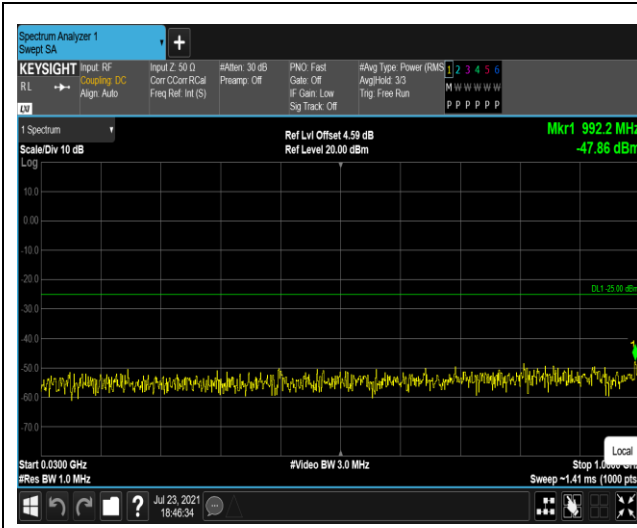 Spectrum Analyzer 1
Swept SA
+
KEYSIGHT Input: RF Input Z: 50 Ω #Atten: 30 dB PNO: Fast #Avg Type: Power (RMS 1 2 3 4 5 6
RL Coupling: DC Corr CCorr RCal Preamp: Off Gate: Off Avg|Hold: 3/3 M W W W W W
Align: Auto Freq Ref: Int (S) IF Gain: Low Trig: Free Run
Sig Track: Off P P P P P P
LXI
1 Spectrum Ref Lvl Offset 4.59 dB Mkr1 992.2 MHz
Scale/Div 10 dB Ref Level 20.00 dBm -47.86 dBm
Log
10.0
0.00
-10.0
-20.0
DL1 -25.00 dBm
-30.0
-40.0
-50.0
-60.0
-70.0
Local
Start 0.0300 GHz #Video BW 3.0 MHz Stop
#Res BW 1.0 MHz Sweep ~1.41 ms (1000 pts
? Jul 23, 2021
18:46:34